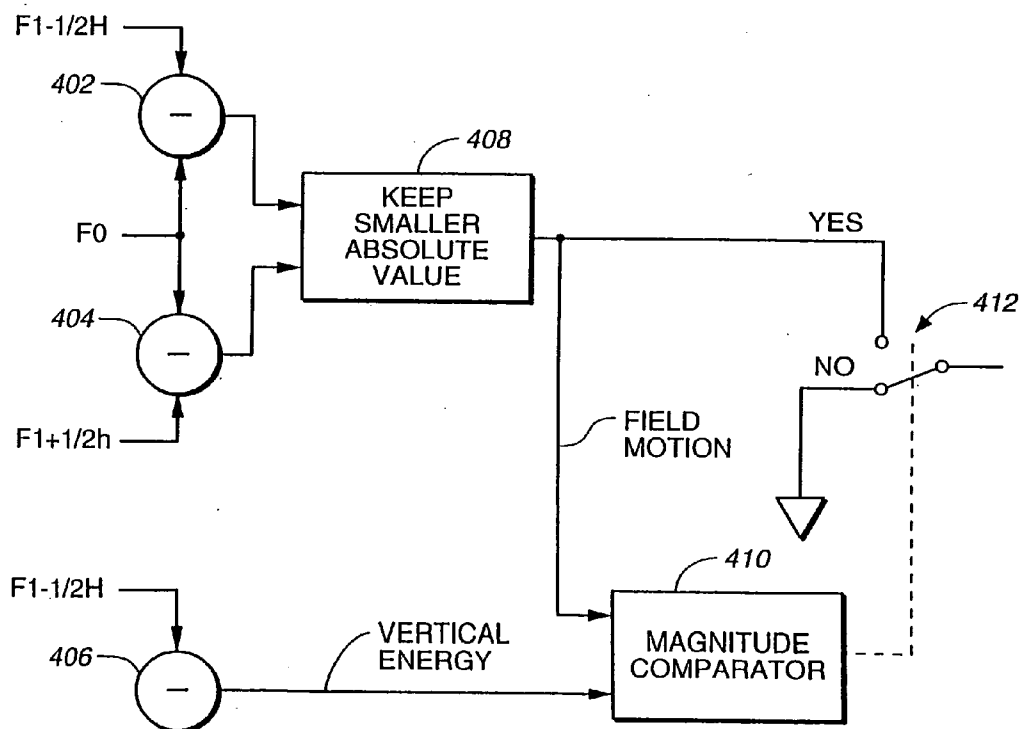 F1-1/2H
402
408
KEEP
SMALLER
ABSOLUTE
VALUE
F0
YES
404
412
NO
F1+1/2h
FIELD
MOTION
410
F1-1/2H
MAGNITUDE
COMPARATOR
VERTICAL
ENERGY
406